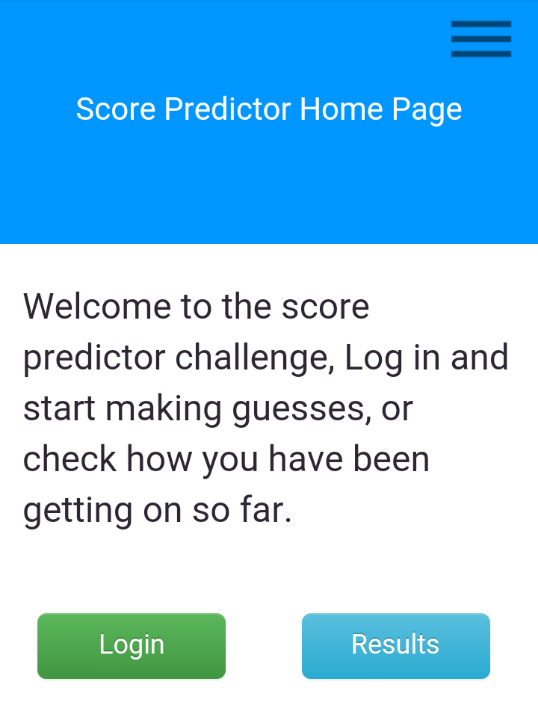 Score Predictor Home Page
Welcome to the score
predictor challenge, Log in and
start making guesses, or
check how you have been
getting on so far.
Login
Results